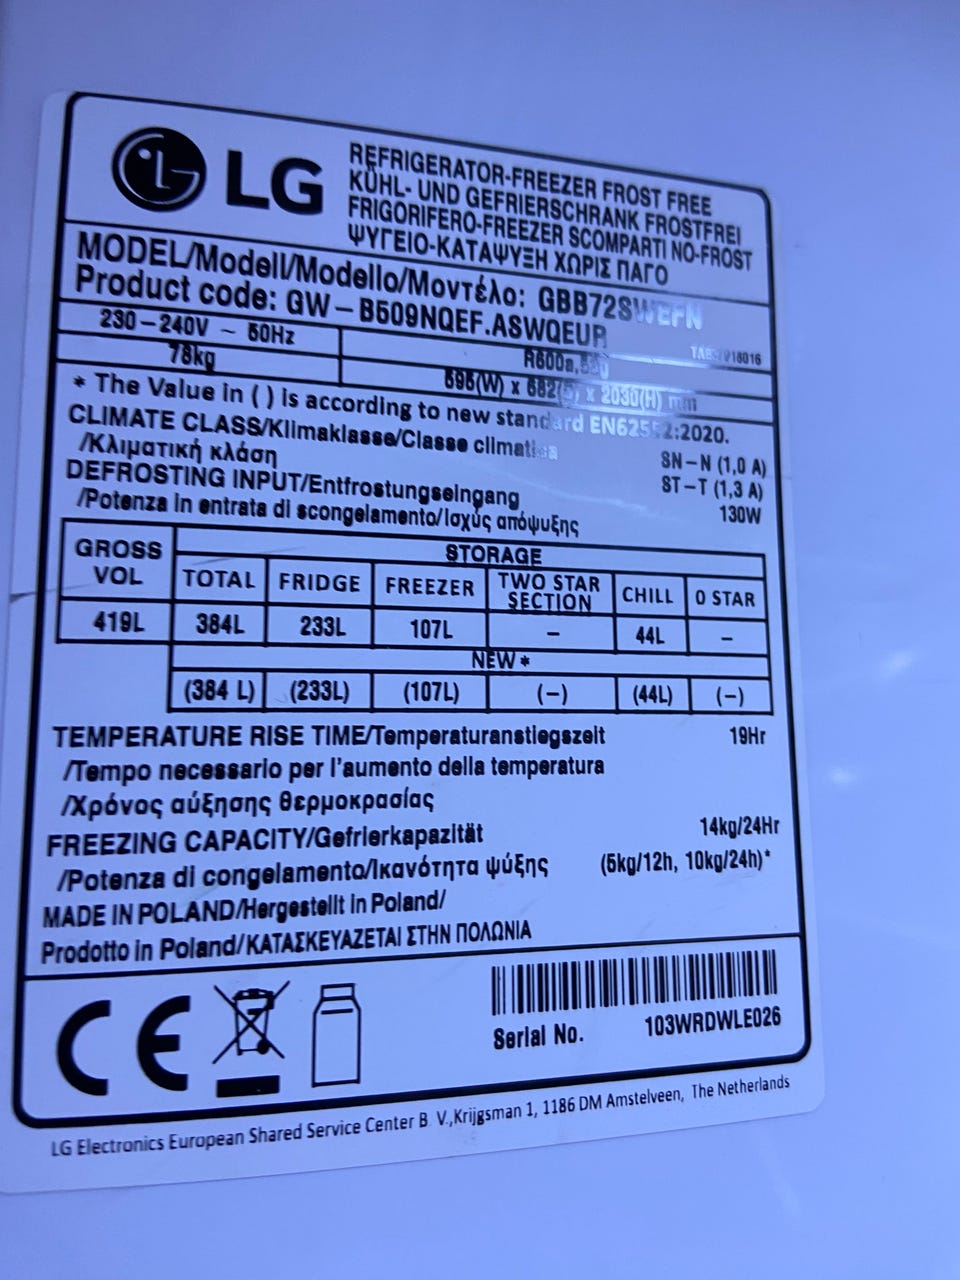 LG
REFRIGERATOR-FREEZER FROST FREE
KÜHL- UND GEFRIERSCHRANK FROSTFREI
FRIGORIFERO-FREEZER SCOMPARTI NO-FROST
ΨΥΓΕΙΟ-ΚΑΤΑΨΥΞΗ ΧΩΡΙΣ ΠΑΓΟ
MODEL/Modell/Modello/Μοντέλο: GBB72SWEFN
Product code: GW-B509NQEF.ASWQEUR
230-240V ~ 50Hz
R600a,
78kg
595(W) x 682(D) x 2030(H) mm
* The Value in ( ) is according to new standard EN62552:2020.
CLIMATE CLASS/Klimaklasse/Classe climatica
SN-N (1,0 A)
/Κλιματική κλάση
ST-T (1,3 A)
DEFROSTING INPUT/Entfrostungseingang
130W
/Potenza in entrata di scongelamento/Ισχύς απόψυξης
GROSS VOL STORAGE
TOTAL FRIDGE FREEZER TWO STAR SECTION CHILL 0 STAR
419L 384L 233L 107L - 44L -
NEW *
(384 L) (233L) (107L) (-) (44L) (-)
TEMPERATURE RISE TIME/Temperaturanstiegszeit 19Hr
/Tempo necessario per l'aumento della temperatura
/Χρόνος αύξησης θερμοκρασίας
FREEZING CAPACITY/Gefrierkapazität 14kg/24Hr
/Potenza di congelamento/Ικανότητα ψύξης (5kg/12h, 10kg/24h)*
MADE IN POLAND/Hergestellt in Poland/
Prodotto in Poland/ΚΑΤΑΣΚΕΥΑΖΕΤΑΙ ΣΤΗΝ ΠΟΛΩΝΙΑ
CE
Serial No. 103WRDWLE026
LG Electronics European Shared Service Center B. V.,Krijgsman 1, 1186 DM Amstelveen, The Netherlands